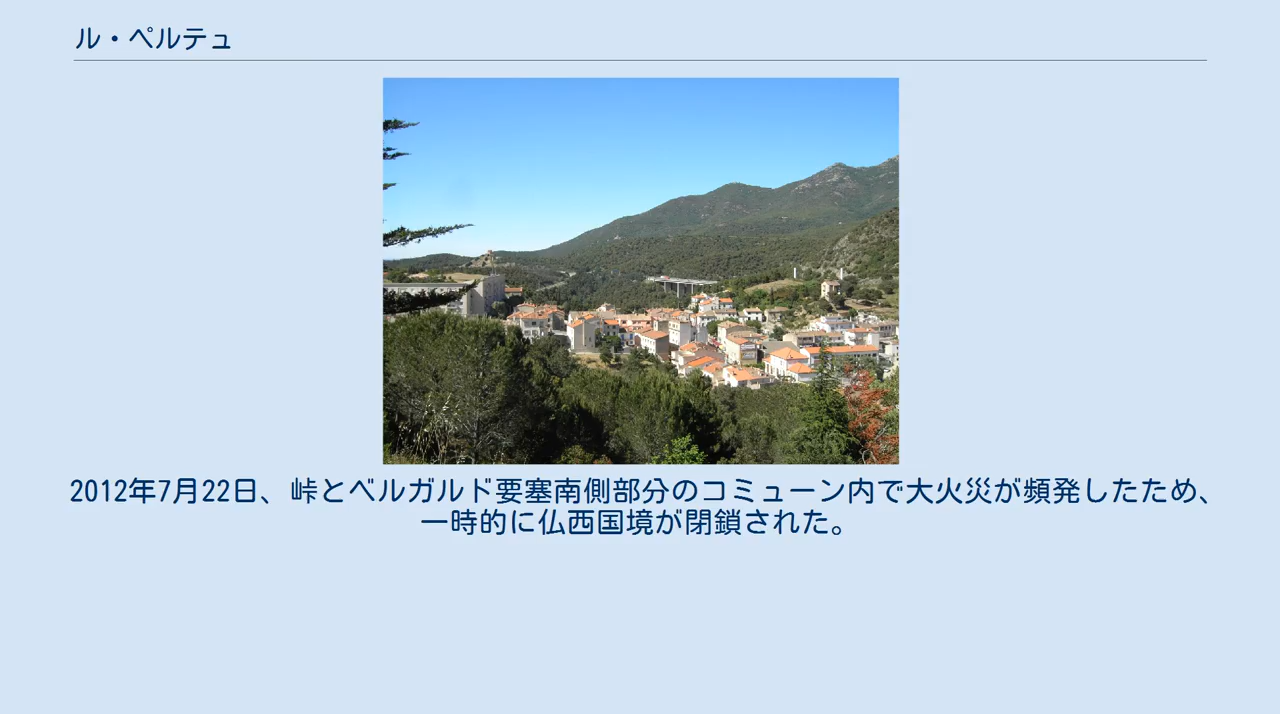 ル・ペルテュ
2012年7月22日、峠とベルガルド要塞南側部分のコミューン内で大火災が頻発したため、
一時的に仏西国境が閉鎖された。